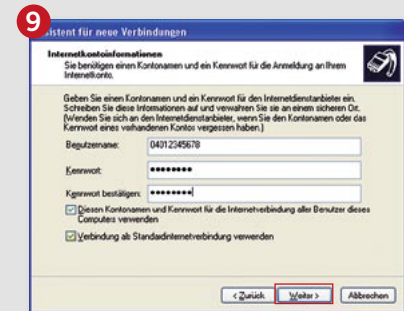 9
istent für neue Verbindungen
Internetkontoinformationen
Sie benötigen einen Kontonamen und ein Kennwort für die Anmeldung an Ihrem
Internetkonto.
Geben Sie einen Kontonamen und ein Kennwort für den Internetdienstanbieter ein.
Schreiben Sie diese Informationen auf und verwahren Sie sie an einem sicheren Ort.
(Wenden Sie sich an den Internetdienstanbieter, wenn Sie den Kontonamen oder das
Kennwort eines vorhandenen Kontos vergessen haben.)
Benutzername: 04012345678
Kennwort: ••••••••
Kennwort bestätigen: ••••••••
Diesen Kontonamen und Kennwort für die Internetverbindung aller Benutzer dieses
Computers verwenden
Verbindung als Standardinternetverbindung verwenden
< Zurück Weiter > Abbrechen